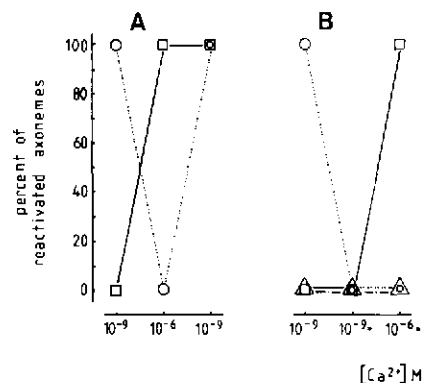 A
B
percent of
reactivated axonemes
100
80
60
40
20
0
10⁻⁹
10⁻⁶
10⁻⁹
10⁻⁹
10⁻⁹*
10⁻⁶*
[Ca²⁺] M